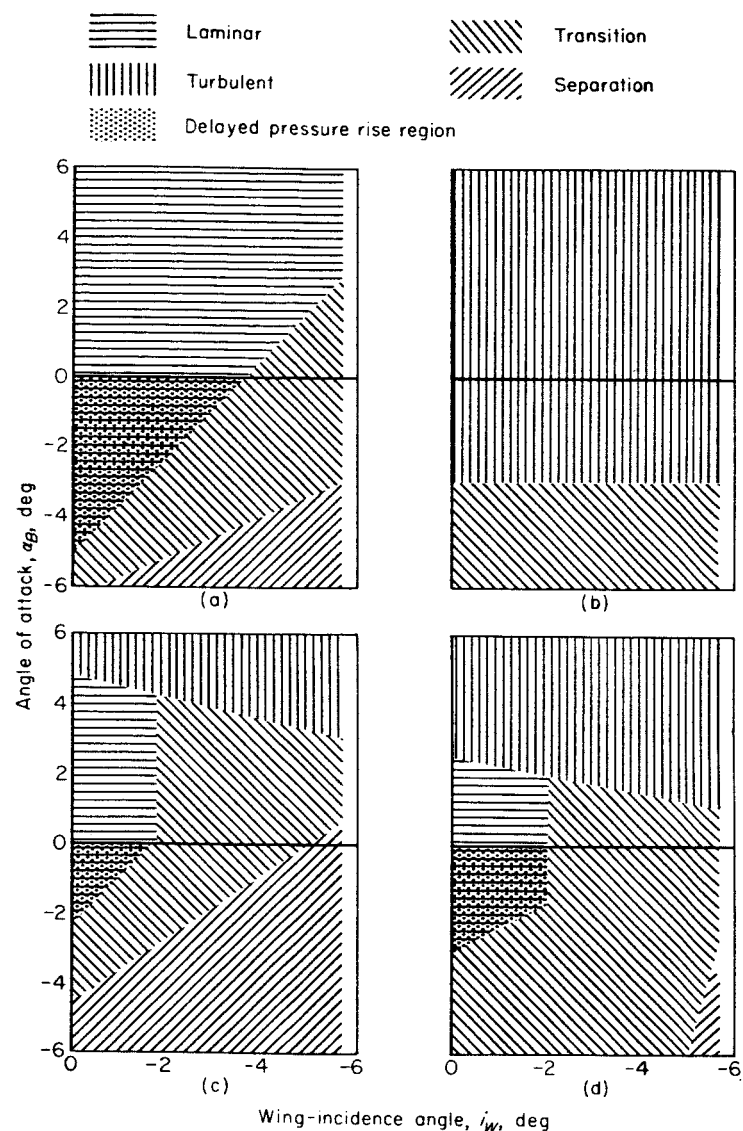 Laminar
Transition
Turbulent
Separation
Delayed pressure rise region
Angle of attack, αB, deg
6
4
2
0
-2
-4
-6
(a)
(b)
6
4
2
0
-2
-4
-6
0 -2 -4 -6
(c)
0 -2 -4 -6
(d)
Wing-incidence angle, iw, deg